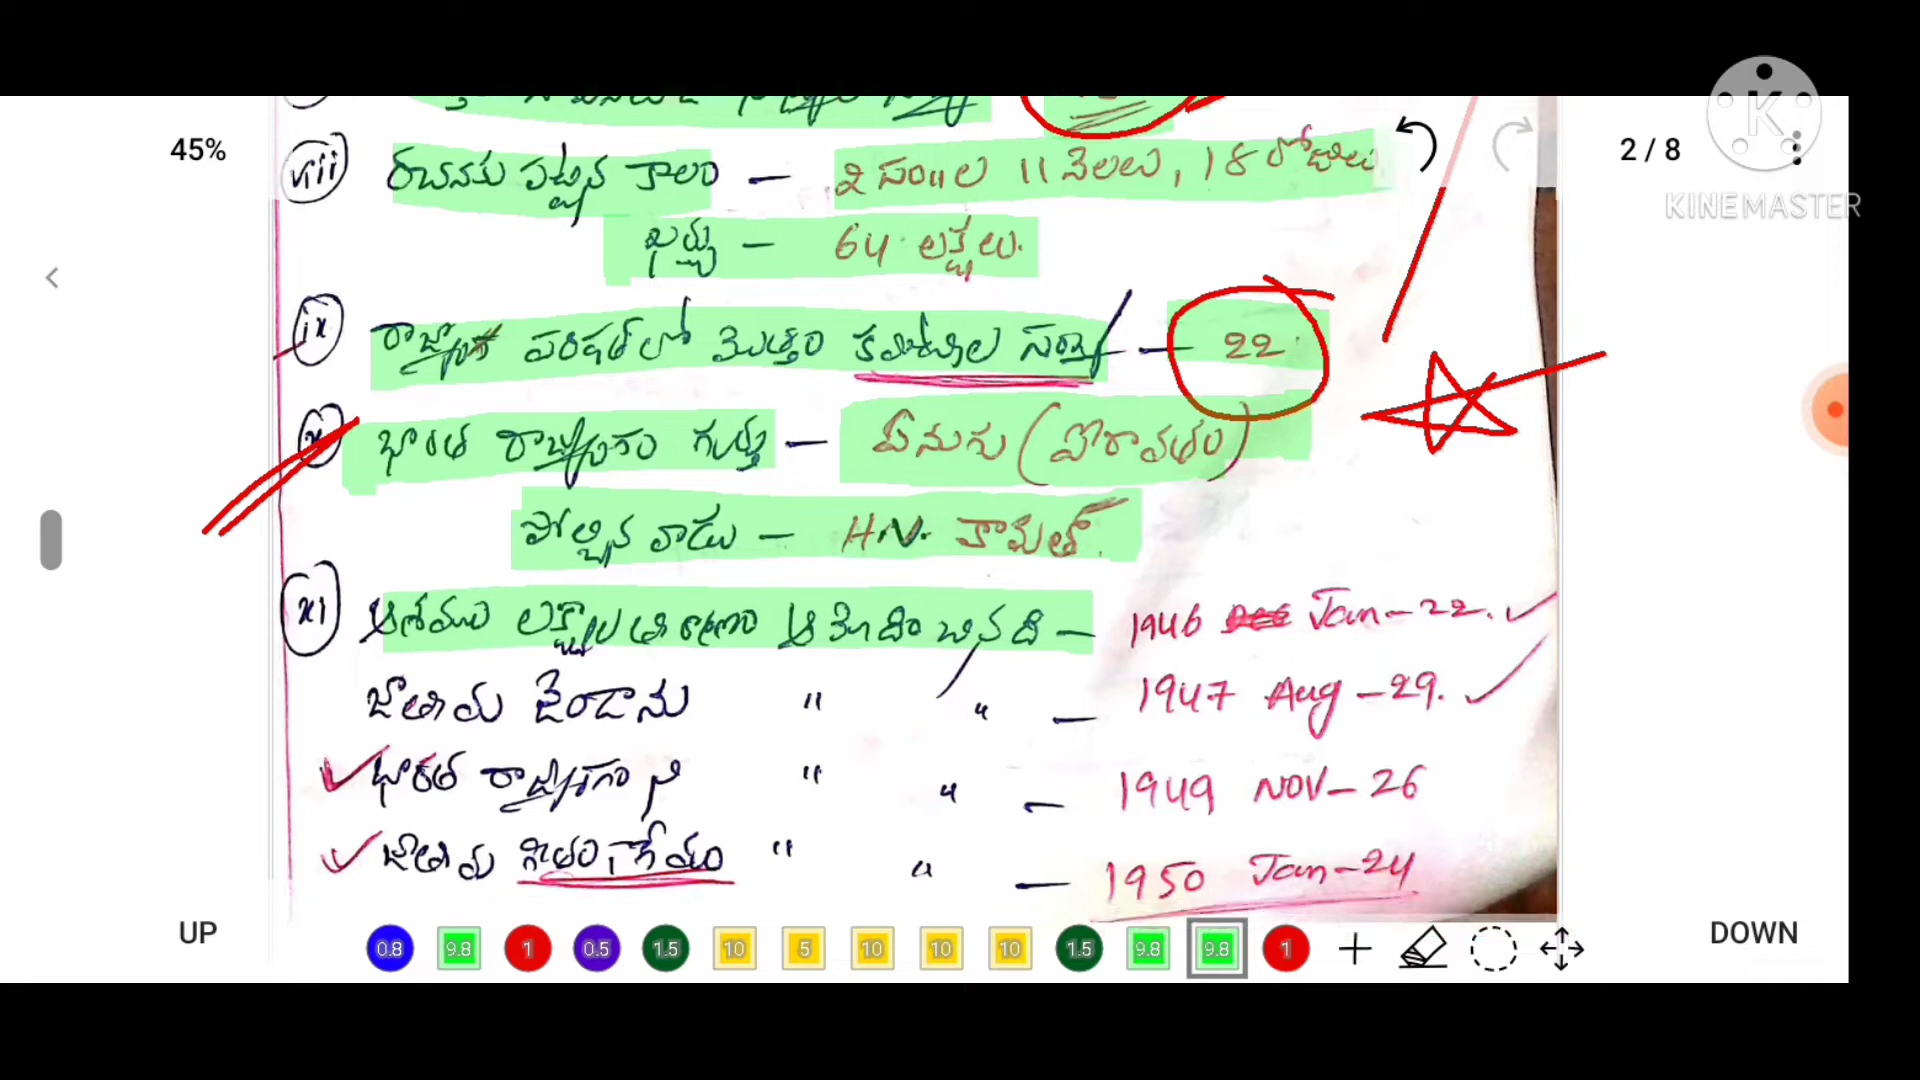 45%
2 / 8
KINEMASTER
viii రచనకు పట్టిన కాలం – 2 సం॥ల 11 నెలలు, 18 రోజులు
ఖర్చు – 64 లక్షలు.
ix రాజ్యాంగ పరిషత్‌లో మొత్తం కమిటీల సంఖ్య – 22
x భారత రాజ్యాంగం గుర్తు – ఏనుగు (ఐరావతం)
పోల్చిన వాడు – H.N. కామత్.
xi ఆశయాల లక్ష్యాల తీర్మాణం ఆమోదించినది – 1946 Jan – 22.
జాతీయ జెండాను " " – 1947 Aug – 29.
భారత రాజ్యాంగాన్ని " " – 1949 NOV – 26
జాతీయ గీతం, గేయం " " – 1950 Jan – 24
UP
DOWN
0.8 9.8 1 0.5 1.5 10 5 10 10 10 1.5 9.8 9.8 1